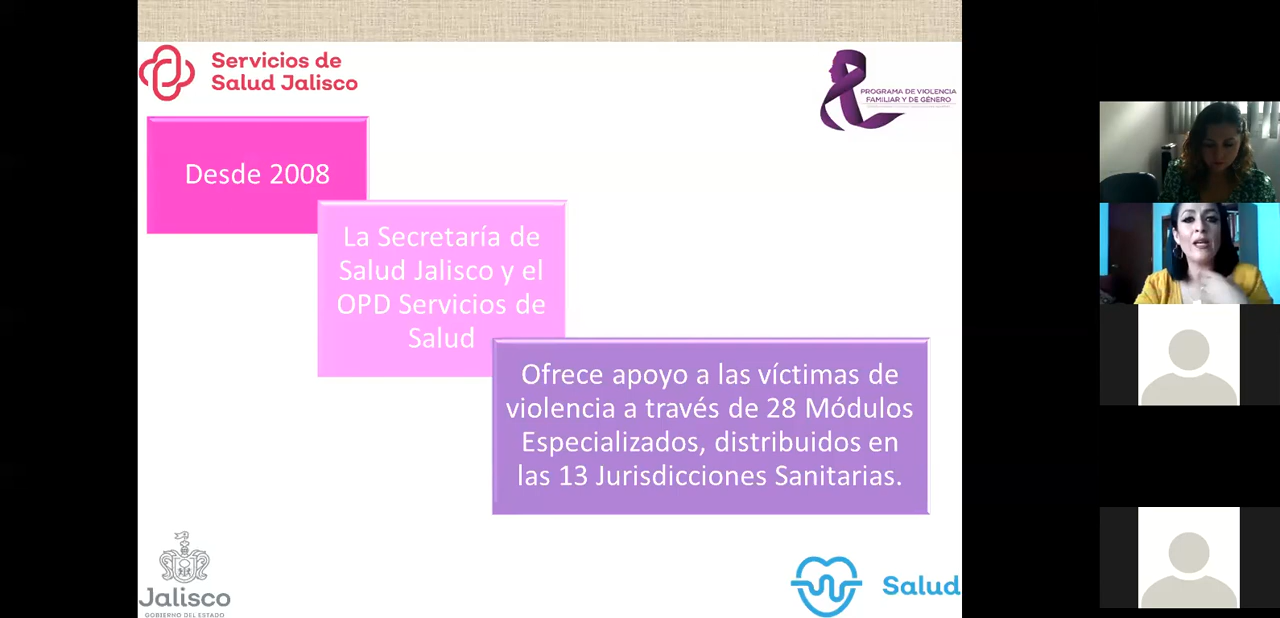 Servicios de
Salud Jalisco
PROGRAMA DE VIOLENCIA
FAMILIAR Y DE GÉNERO
Desde 2008
La Secretaría de
Salud Jalisco y el
OPD Servicios de
Salud
Ofrece apoyo a las víctimas de
violencia a través de 28 Módulos
Especializados, distribuidos en
las 13 Jurisdicciones Sanitarias.
Jalisco
GOBIERNO DEL ESTADO
Salud